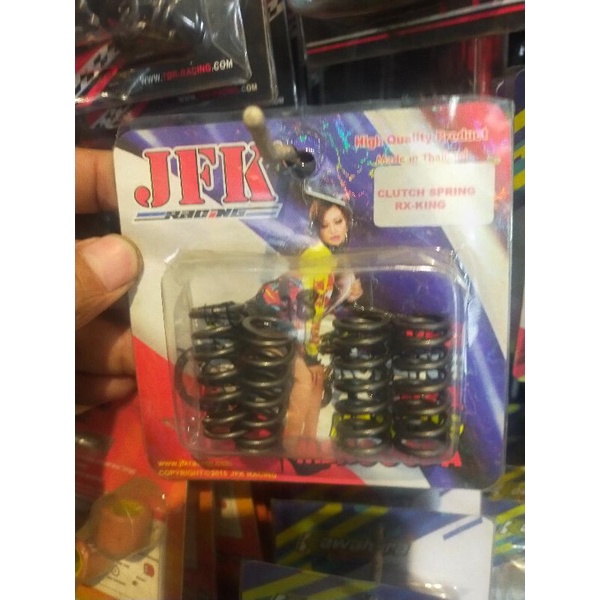 WWW.TDR-RACING.COM
JFK
RACING
High Quality Product
Made in Thailand
CLUTCH SPRING
RX-KING
COPYRIGHT©2015 JFK RACING